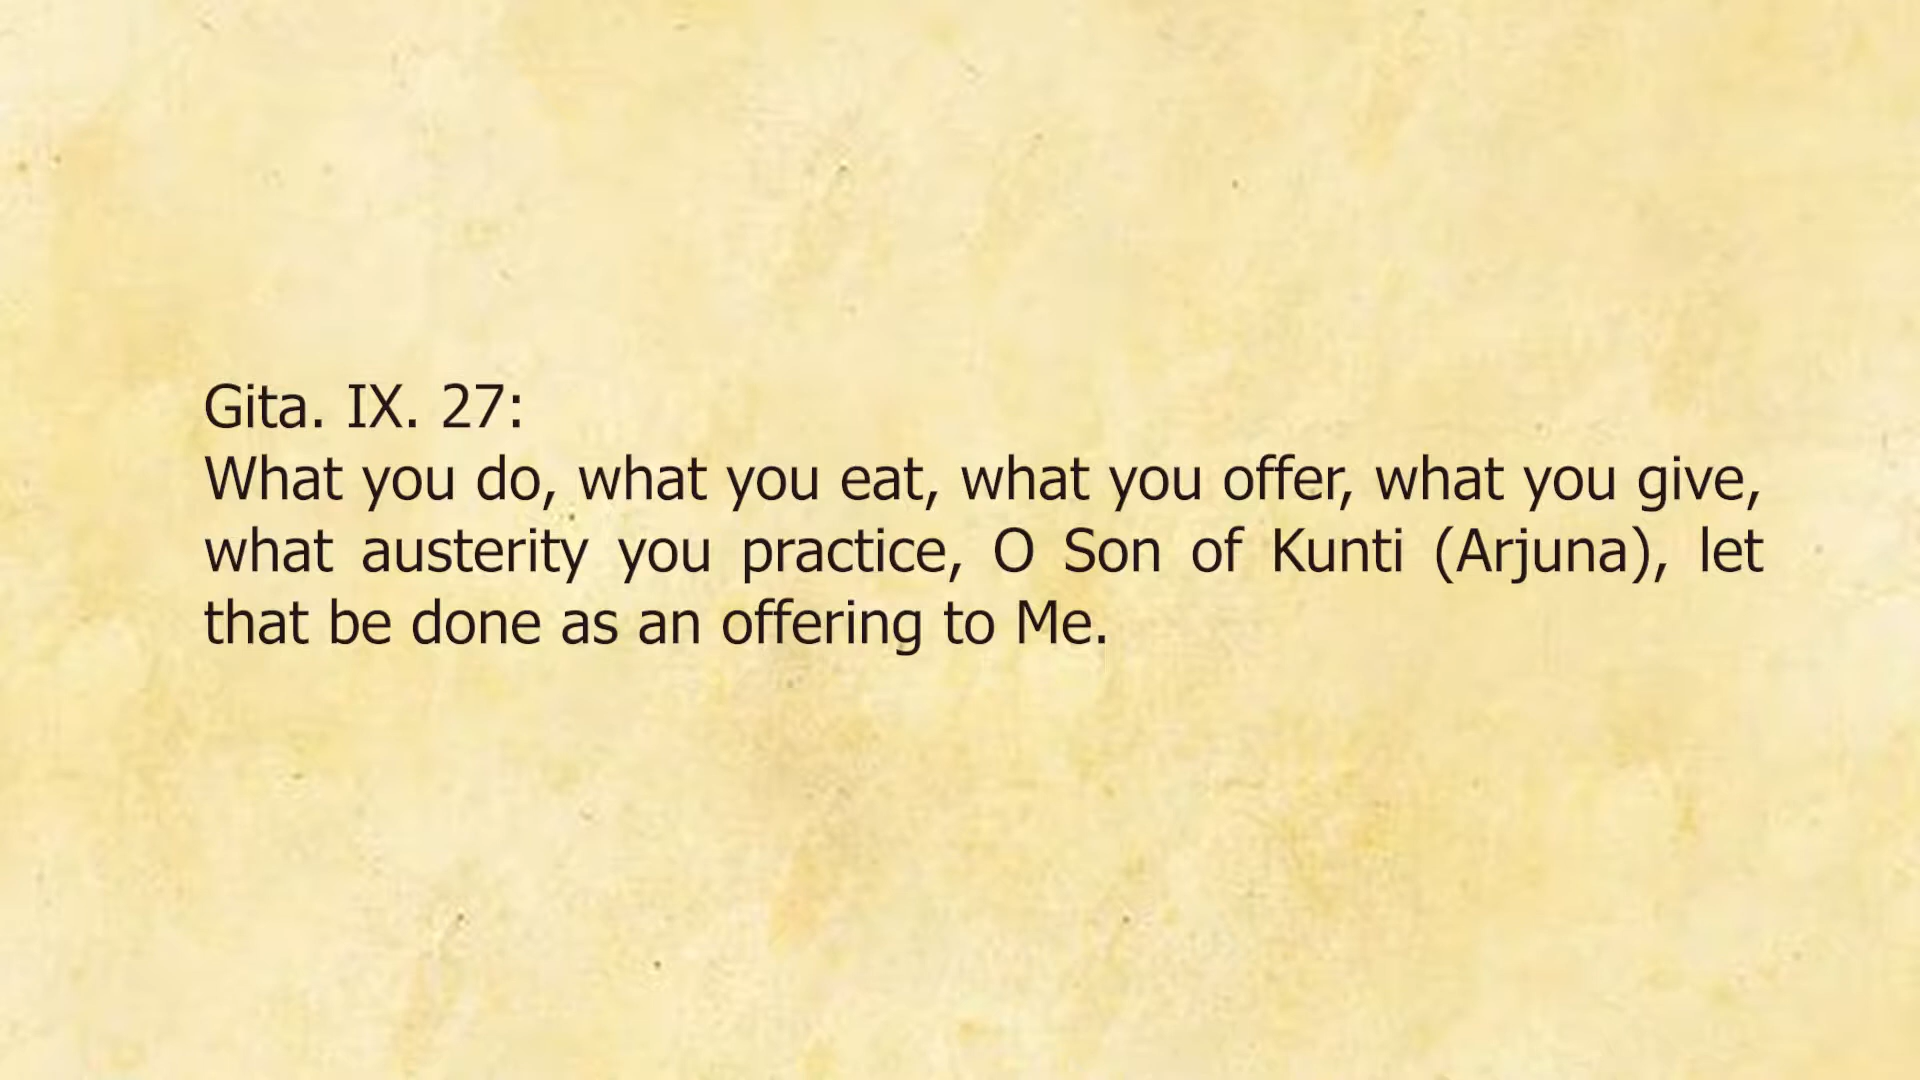 Gita. IX. 27:
What you do, what you eat, what you offer, what you give,
what austerity you practice, O Son of Kunti (Arjuna), let
that be done as an offering to Me.